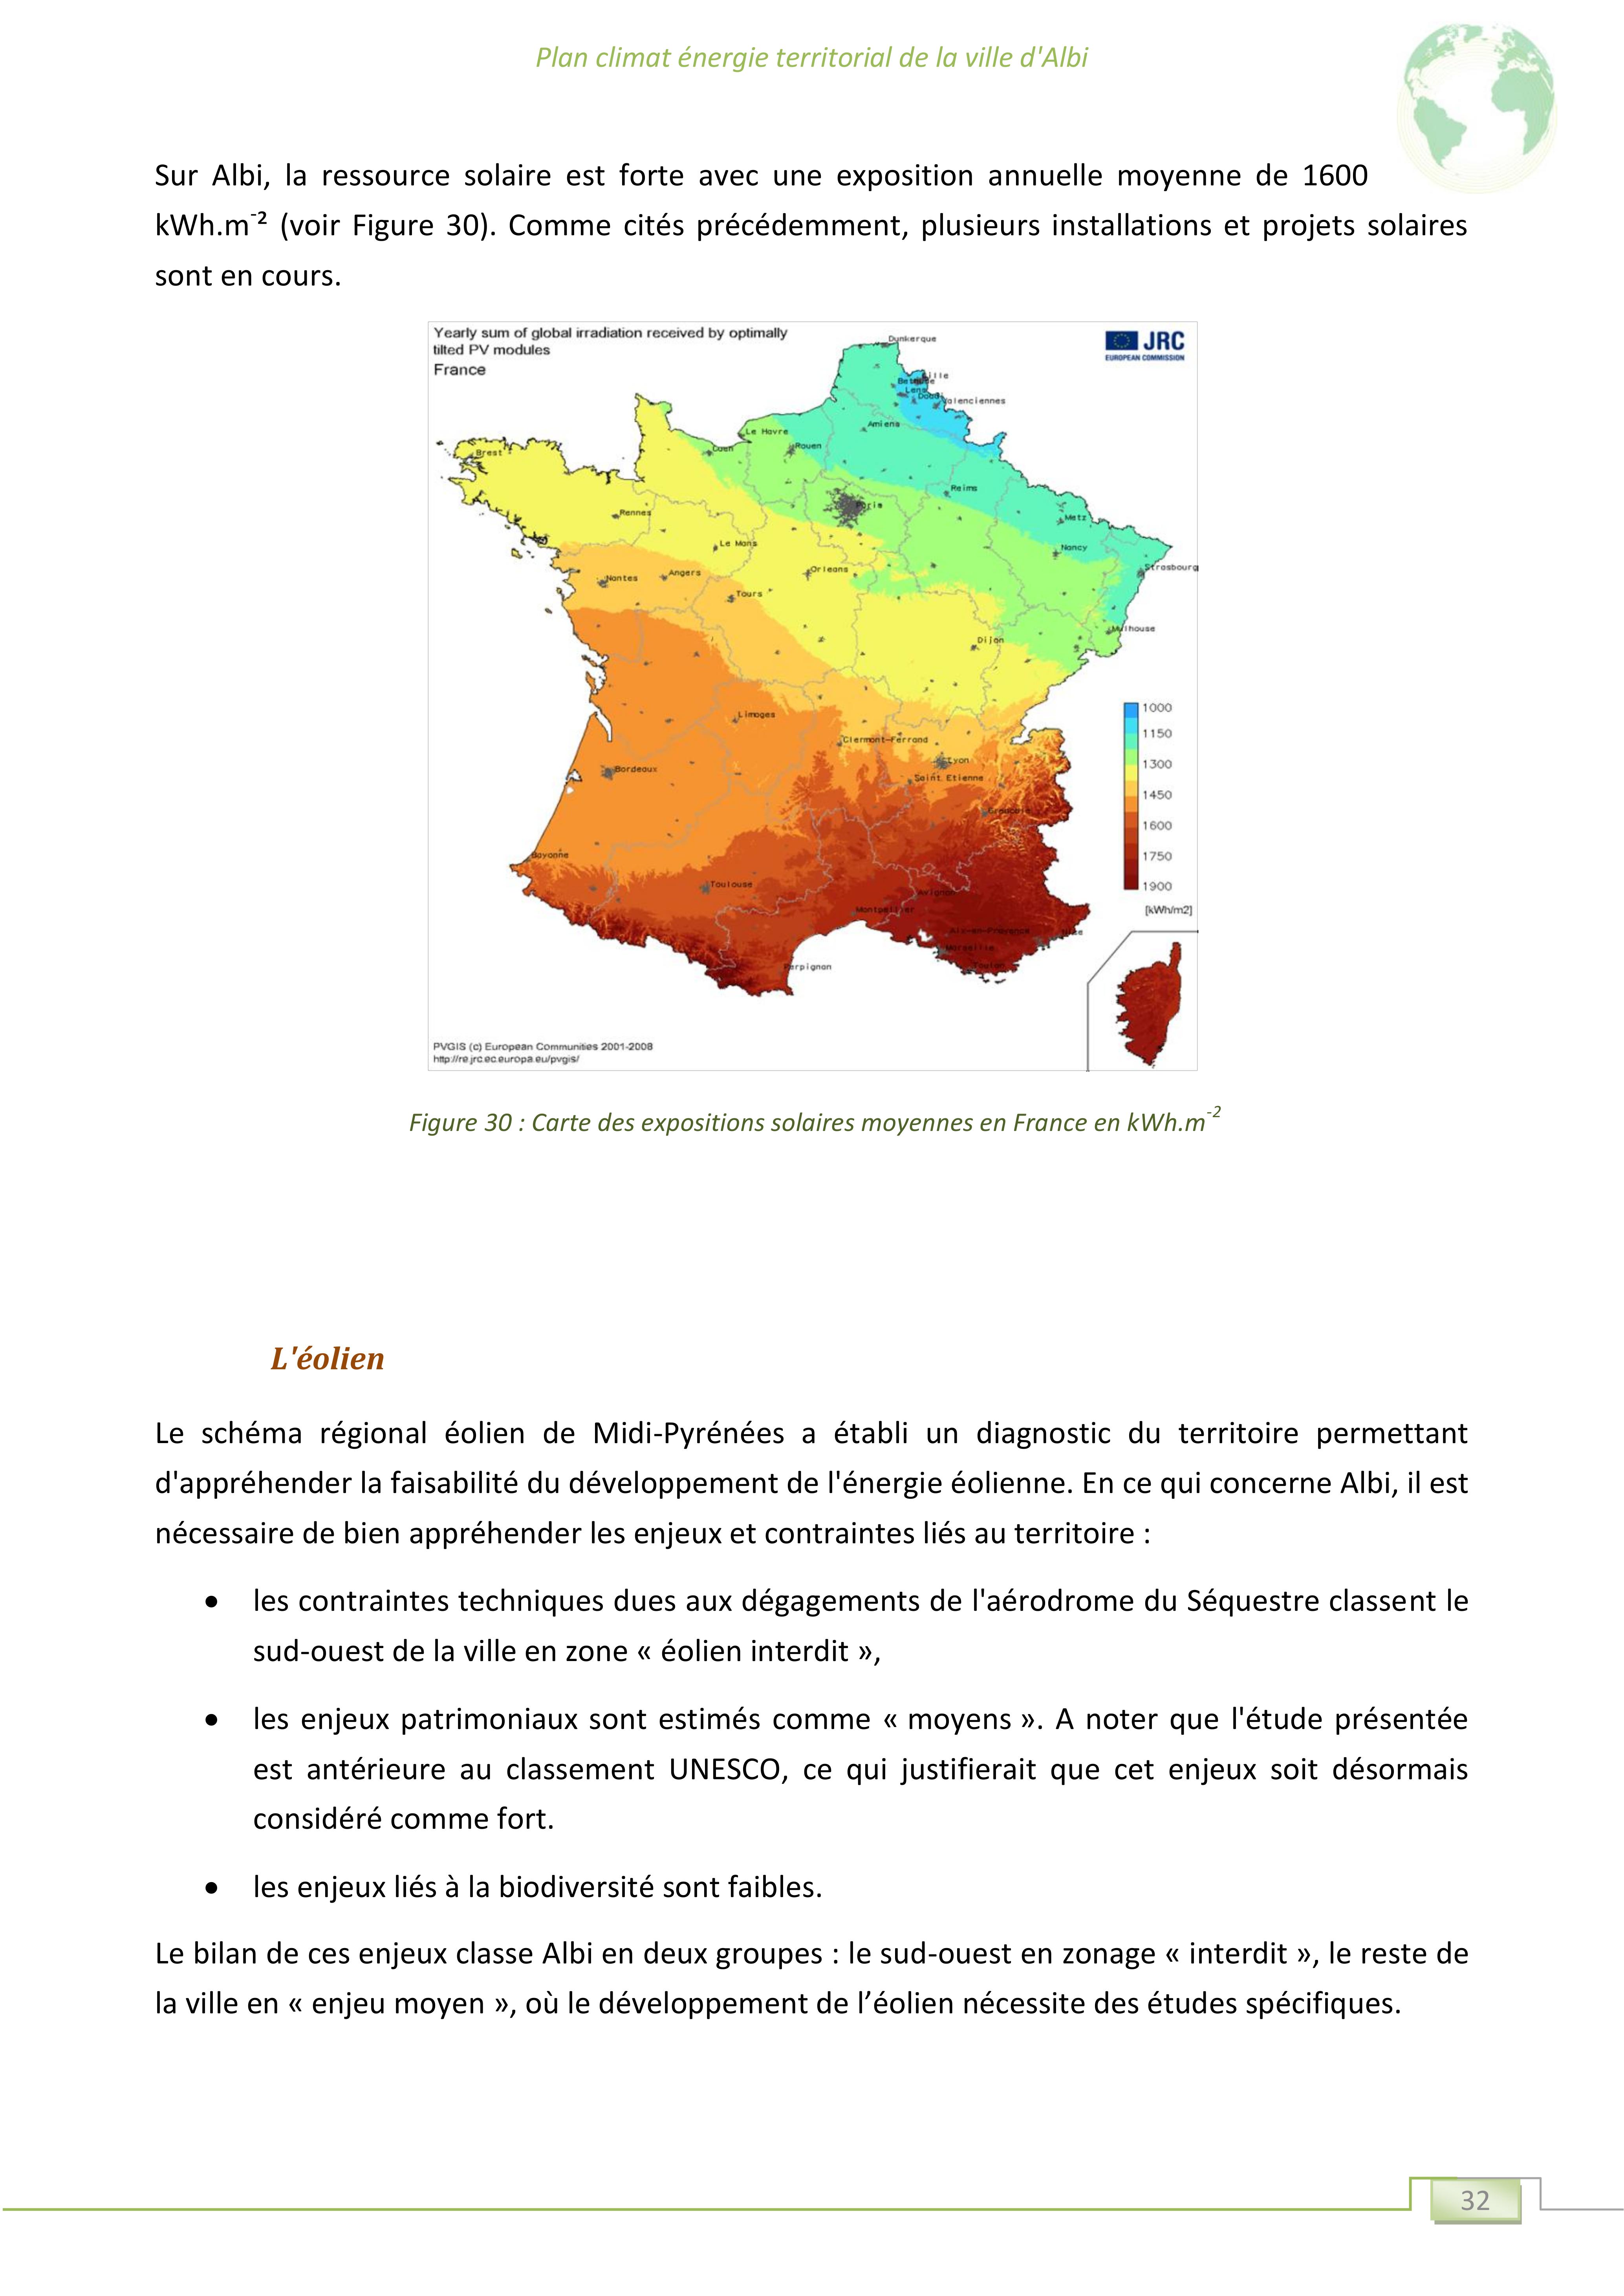 Plan climat énergie territorial de la ville d'Albi
Sur Albi, la ressource solaire est forte avec une exposition annuelle moyenne de 1600
kWh.m⁻² (voir Figure 30). Comme cités précédemment, plusieurs installations et projets solaires
sont en cours.
Yearly sum of global irradiation received by optimally
tilted PV modules
France
JRC
EUROPEAN COMMISSION
Dunkerque
Lille
Bethune
Lens
Douai
Valenciennes
Amiens
Le Havre
Rouen
Caen
Brest
Reims
Paris
Metz
Rennes
Le Mans
Nancy
Strasbourg
Orleans
Nantes
Angers
Tours
Mulhouse
Dijon
Limoges
Clermont-Ferrand
Lyon
Saint Etienne
Bordeaux
Grenoble
Bayonne
Toulouse
Avignon
Montpellier
Aix-en-Provence
Nice
Marseille
Toulon
Perpignan
1000
1150
1300
1450
1600
1750
1900
[kWh/m2]
PVGIS (c) European Communities 2001-2008
http://re.jrc.ec.europa.eu/pvgis/
Figure 30 : Carte des expositions solaires moyennes en France en kWh.m⁻²
L'éolien
Le schéma régional éolien de Midi-Pyrénées a établi un diagnostic du territoire permettant
d'appréhender la faisabilité du développement de l'énergie éolienne. En ce qui concerne Albi, il est
nécessaire de bien appréhender les enjeux et contraintes liés au territoire :
• les contraintes techniques dues aux dégagements de l'aérodrome du Séquestre classent le
sud-ouest de la ville en zone « éolien interdit »,
• les enjeux patrimoniaux sont estimés comme « moyens ». A noter que l'étude présentée
est antérieure au classement UNESCO, ce qui justifierait que cet enjeux soit désormais
considéré comme fort.
• les enjeux liés à la biodiversité sont faibles.
Le bilan de ces enjeux classe Albi en deux groupes : le sud-ouest en zonage « interdit », le reste de
la ville en « enjeu moyen », où le développement de l’éolien nécessite des études spécifiques.
32